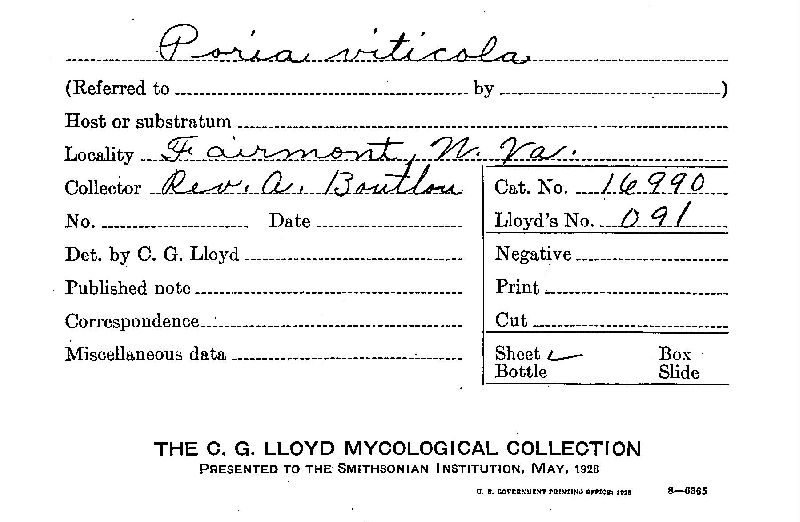 Poria viticola
(Referred to by )
Host or substratum
Locality Fairmont, W. Va.
Collector Rev. A. Boutlou
Cat. No. 16990
No. Date
Lloyd's No. 091
Det. by C. G. Lloyd
Negative
Published note
Print
Correspondence
Cut
Miscellaneous data
Sheet Box
Bottle Slide
THE C. G. LLOYD MYCOLOGICAL COLLECTION
PRESENTED TO THE SMITHSONIAN INSTITUTION, MAY, 1928
U. S. GOVERNMENT PRINTING OFFICE: 1928 8—6865